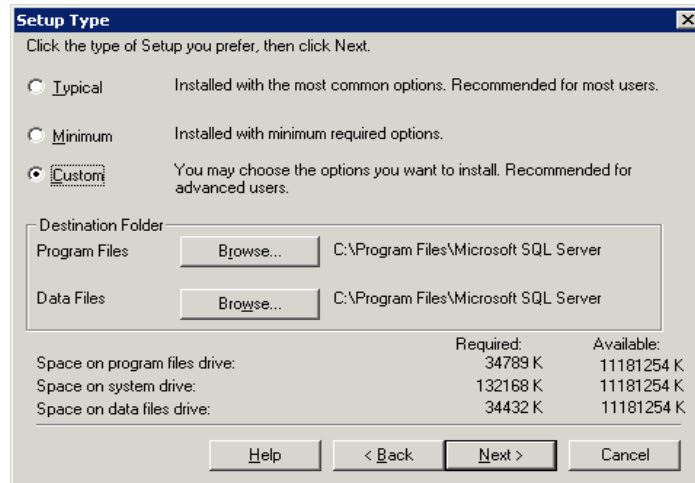 Setup Type
Click the type of Setup you prefer, then click Next.
Typical Installed with the most common options. Recommended for most users.
Minimum Installed with minimum required options.
Custom You may choose the options you want to install. Recommended for
advanced users.
Destination Folder
Program Files Browse... C:\Program Files\Microsoft SQL Server
Data Files Browse... C:\Program Files\Microsoft SQL Server
Required: Available:
Space on program files drive: 34789 K 11181254 K
Space on system drive: 132168 K 11181254 K
Space on data files drive: 34432 K 11181254 K
Help < Back Next > Cancel